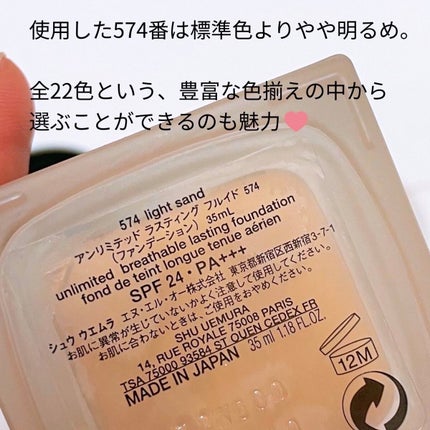 使用した574番は標準色よりやや明るめ。
全22色という、豊富な色揃えの中から
選ぶことができるのも魅力
574 light sand
アンリミテッド ラスティング フルイド 574
（ファンデーション） 35mL
unlimited breathable lasting foundation
fond de teint longue tenue aérien
SPF 24・PA+++
シュウ ウエムラ エヌ・エル・オー株式会社 東京都新宿区西新宿3-7-1
お肌に異常が生じていないかよく注意して使用してください。
お肌に合わないときは、ご使用をおやめください。
SHU UEMURA
14, RUE ROYALE 75008 PARIS
TSA 75000 93584 ST OUEN CEDEX FR
MADE IN JAPAN 35 ml 1.18 FL.OZ.
12M